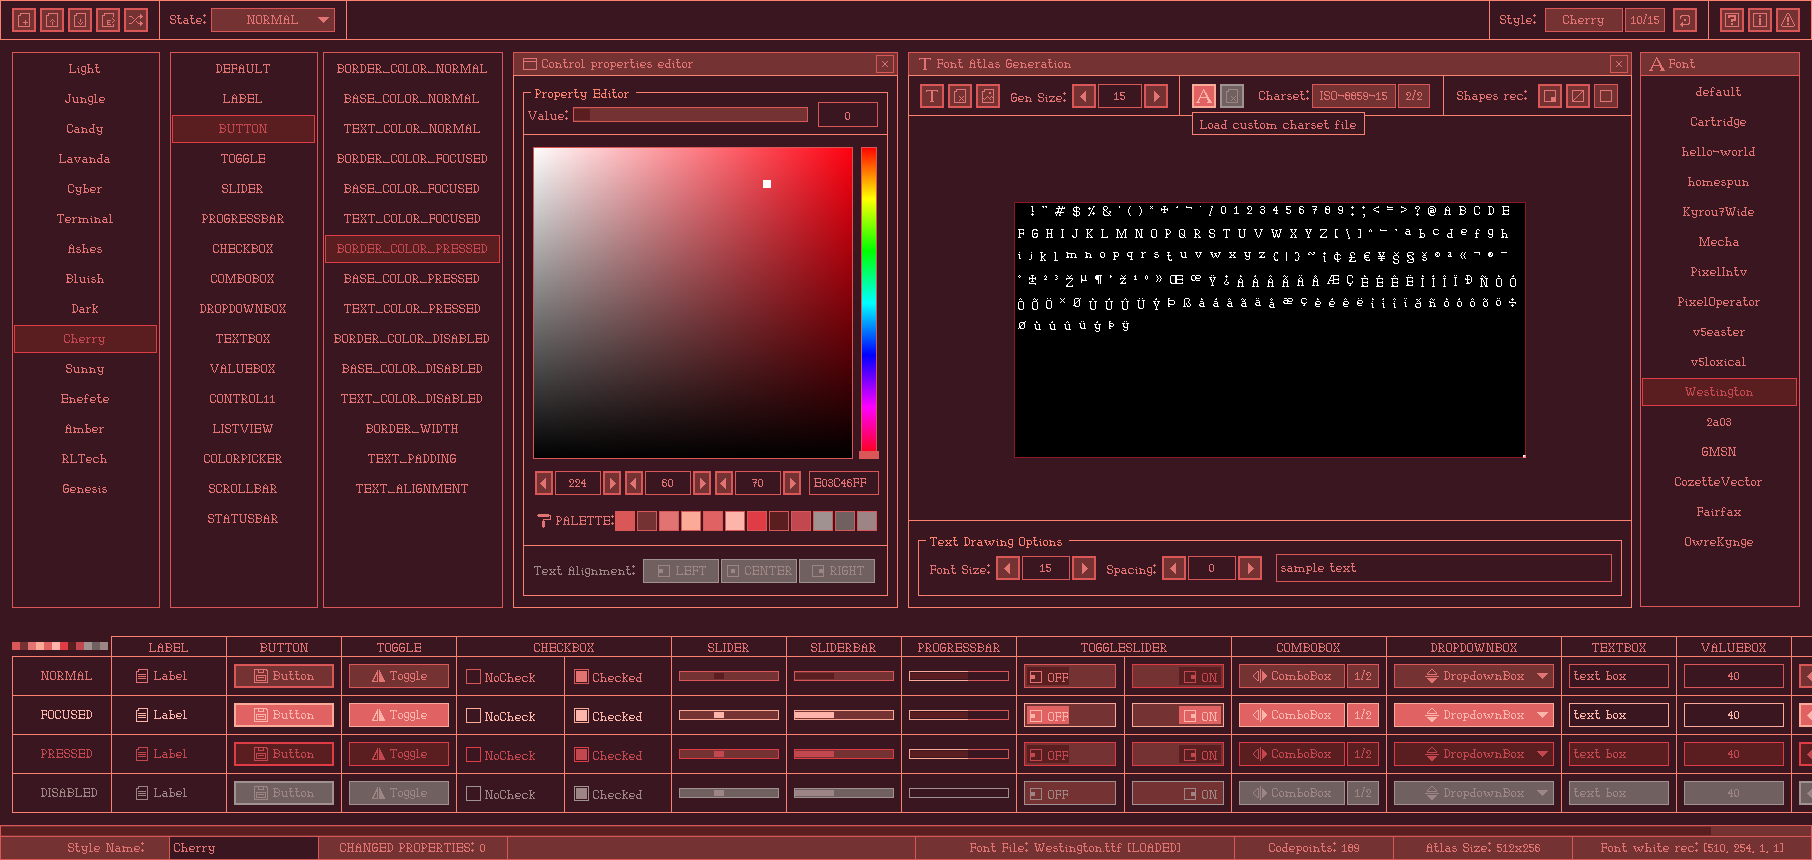 State: NORMAL
Style: Cherry 10/15
Light
Jungle
Candy
Lavanda
Cyber
Terminal
Ashes
Bluish
Dark
Cherry
Sunny
Enefete
Amber
RLTech
Genesis
DEFAULT
LABEL
BUTTON
TOGGLE
SLIDER
PROGRESSBAR
CHECKBOX
COMBOBOX
DROPDOWNBOX
TEXTBOX
VALUEBOX
CONTROL11
LISTVIEW
COLORPICKER
SCROLLBAR
STATUSBAR
BORDER_COLOR_NORMAL
BASE_COLOR_NORMAL
TEXT_COLOR_NORMAL
BORDER_COLOR_FOCUSED
BASE_COLOR_FOCUSED
TEXT_COLOR_FOCUSED
BORDER_COLOR_PRESSED
BASE_COLOR_PRESSED
TEXT_COLOR_PRESSED
BORDER_COLOR_DISABLED
BASE_COLOR_DISABLED
TEXT_COLOR_DISABLED
BORDER_WIDTH
TEXT_PADDING
TEXT_ALIGNMENT
Control properties editor
Property Editor
Value: 0
224 60 70 E03C46FF
PALETTE:
Text Alignment: LEFT CENTER RIGHT
Font Atlas Generation
Gen Size: 15 Charset: ISO-8859-15 2/2 Shapes rec:
Load custom charset file
! " # $ % & ' ( ) * + , - . / 0 1 2 3 4 5 6 7 8 9 : ; < = > ? @ A B C D E
F G H I J K L M N O P Q R S T U V W X Y Z [ \ ] ^ _ ` a b c d e f g h
i j k l m n o p q r s t u v w x y z { | } ~ ¡ ¢ £ € ¥ Š § š © ª « ¬ ® ¯
° ± ² ³ Ž µ ¶ · ž ¹ º » Œ œ Ÿ ¿ À Á Â Ã Ä Å Æ Ç È É Ê Ë Ì Í Î Ï Ð Ñ Ò Ó
Ô Õ Ö × Ø Ù Ú Û Ü Ý Þ ß à á â ã ä å æ ç è é ê ë ì í î ï ð ñ ò ó ô õ ö ÷
ø ù ú û ü ý þ ÿ
Text Drawing Options
Font Size: 15 Spacing: 0 sample text
Font
default
Cartridge
hello-world
homespun
Kyrou7Wide
Mecha
PixelIntv
PixelOperator
v5easter
v5loxical
Westington
2a03
GMSN
CozetteVector
Fairfax
OwreKynge
LABEL BUTTON TOGGLE CHECKBOX SLIDER SLIDERBAR PROGRESSBAR TOGGLESLIDER COMBOBOX DROPDOWNBOX TEXTBOX VALUEBOX
NORMAL Label Button Toggle NoCheck Checked OFF ON ComboBox 1/2 DropdownBox text box 40
FOCUSED Label Button Toggle NoCheck Checked OFF ON ComboBox 1/2 DropdownBox text box 40
PRESSED Label Button Toggle NoCheck Checked OFF ON ComboBox 1/2 DropdownBox text box 40
DISABLED Label Button Toggle NoCheck Checked OFF ON ComboBox 1/2 DropdownBox text box 40
Style Name: Cherry CHANGED PROPERTIES: 0 Font File: Westington.ttf [LOADED] Codepoints: 189 Atlas Size: 512x256 Font white rec: [510, 254, 1, 1]